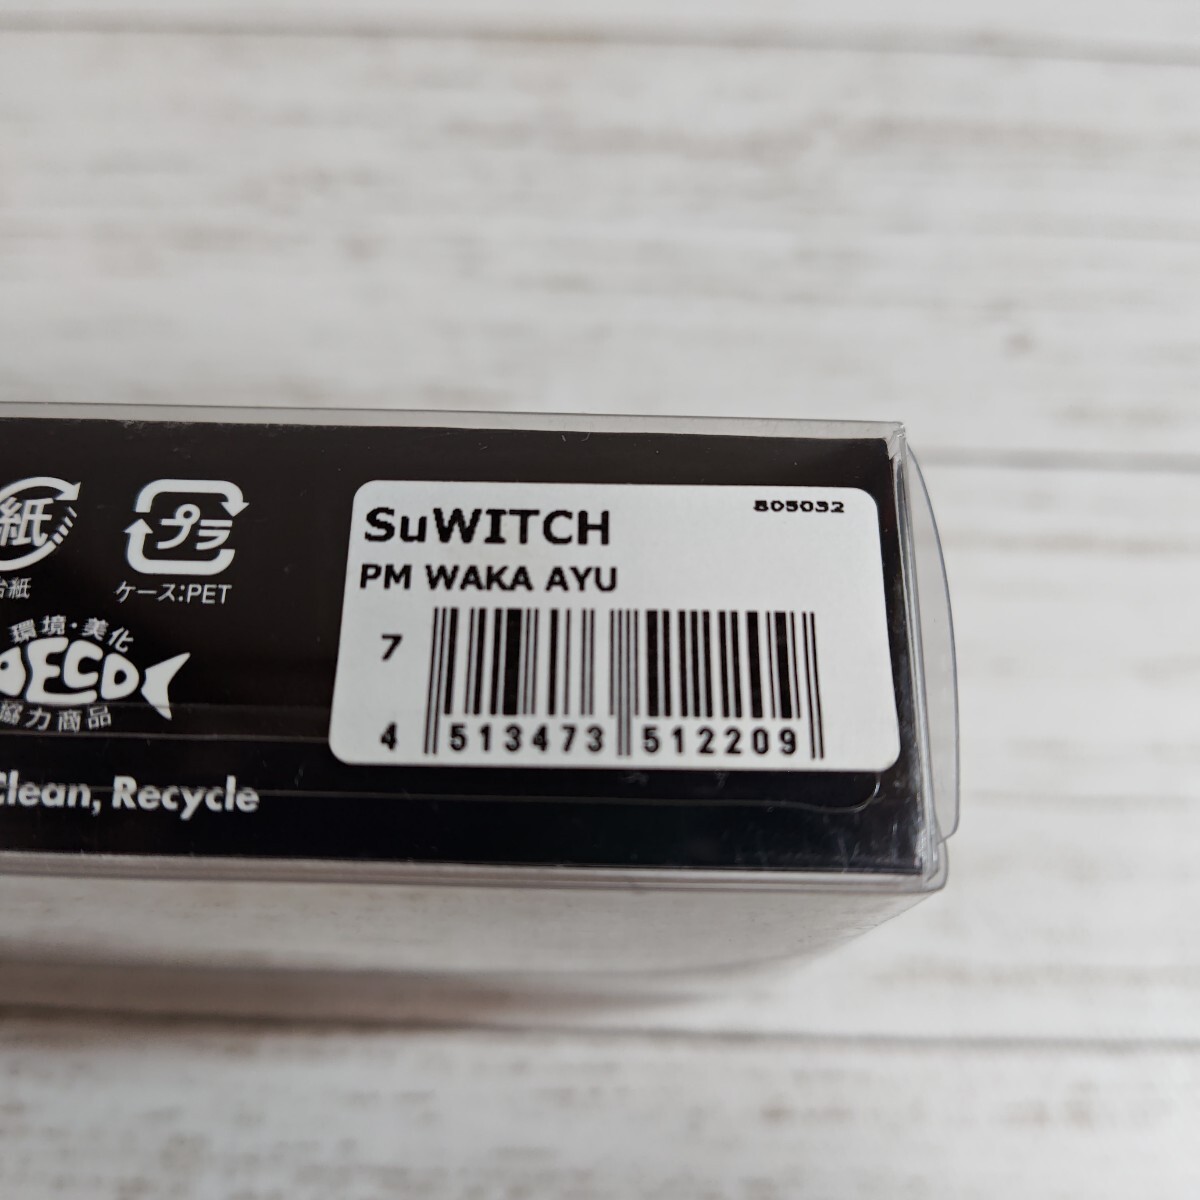 紙
プラ
台紙
ケース:PET
環境・美化
ECO
協力商品
Clean, Recycle
SuWITCH
805032
PM WAKA AYU
7
4 513473 512209